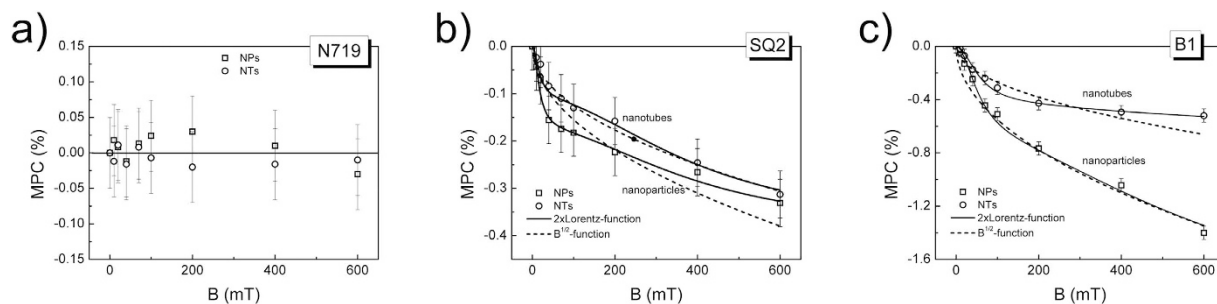 a)
N719
NPs
NTs
MPC (%)
0.15
0.10
0.05
0.00
-0.05
-0.10
-0.15
0
200
400
600
B (mT)
b)
SQ2
MPC (%)
0.0
-0.1
-0.2
-0.3
-0.4
nanotubes
nanoparticles
NPs
NTs
2xLorentz-function
B^1/2-function
0
200
400
600
B (mT)
c)
B1
MPC (%)
0.0
-0.4
-0.8
-1.2
-1.6
nanotubes
nanoparticles
NPs
NTs
2xLorentz-function
B^1/2-function
0
200
400
600
B (mT)